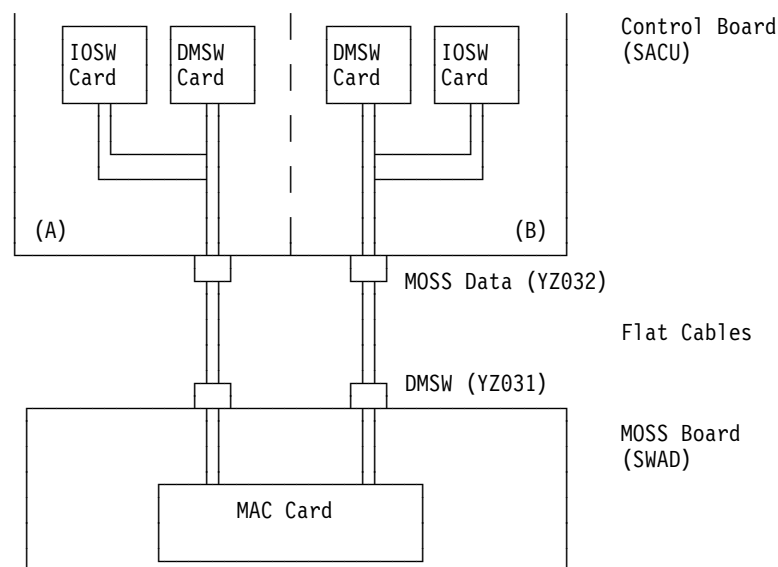 Control Board
(SACU)
IOSW
Card
DMSW
Card
DMSW
Card
IOSW
Card
(A)
(B)
MOSS Data (YZ032)
Flat Cables
DMSW (YZ031)
MOSS Board
(SWAD)
MAC Card